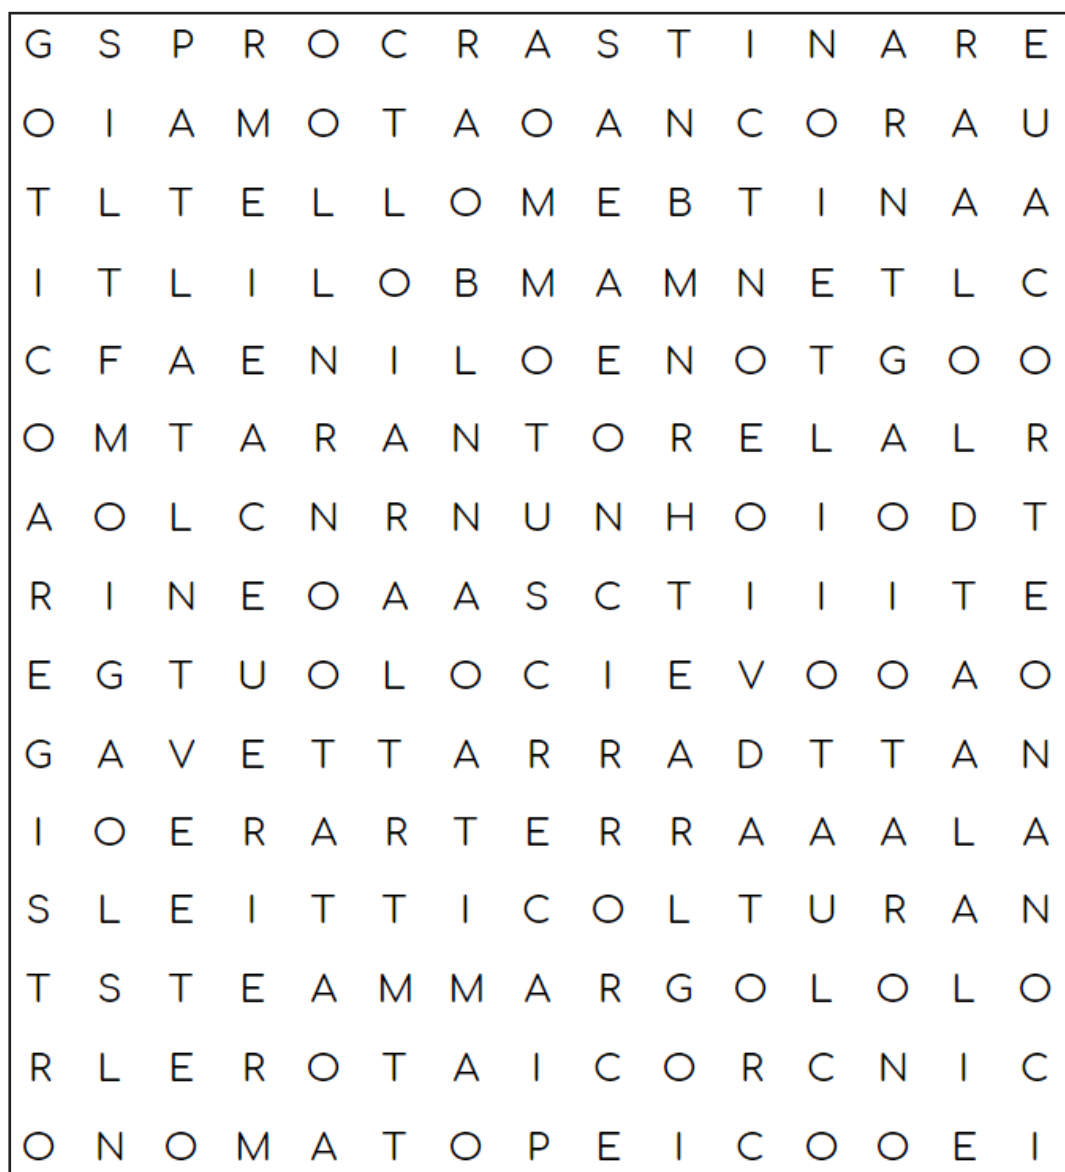 G S P R O C R A S T I N A R E
O I A M O T A O A N C O R A U
T L T E L L O M E B T I N A A
I T L I L O B M A M N E T L C
C F A E N I L O E N O T G O O
O M T A R A N T O R E L A L R
A O L C N R N U N H O I O D T
R I N E O A A S C T I I I T E
E G T U O L O C I E V O O A O
G A V E T T A R R A D T T A N
I O E R A R T E R R A A A L A
S L E I T T I C O L T U R A N
T S T E A M M A R G O L O L O
R L E R O T A I C O R C N I C
O N O M A T O P E I C O O E I